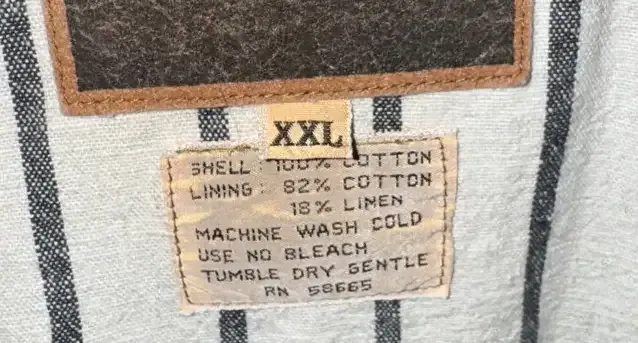 XXL
SHELL : 100% COTTON
LINING : 82% COTTON
18% LINEN
MACHINE WASH COLD
USE NO BLEACH
TUMBLE DRY GENTLE
RN 58665